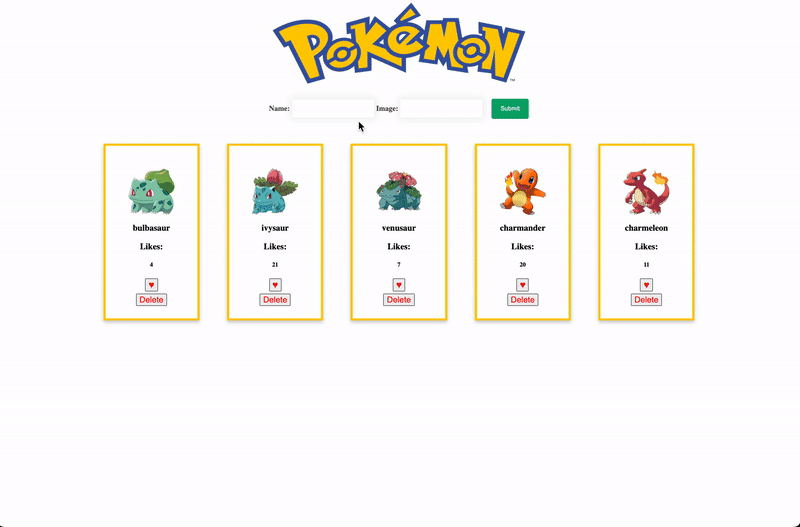 POKÉMON
TM
Name: Image: Submit
bulbasaur ivysaur venusaur charmander charmeleon
Likes: Likes: Likes: Likes: Likes:
4 21 7 20 11
♥ ♥ ♥ ♥ ♥
Delete Delete Delete Delete Delete